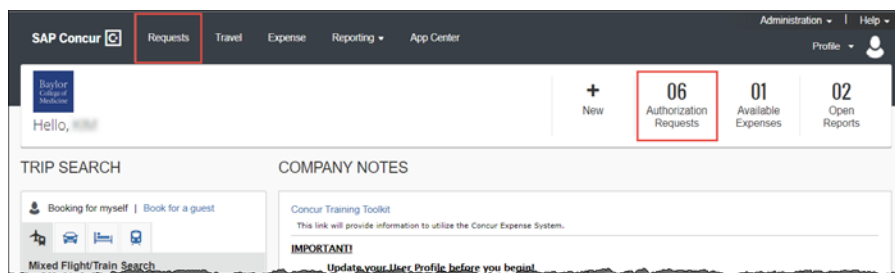 Administration | Help
SAP Concur C Requests Travel Expense Reporting App Center
Profile
Baylor
College of
Medicine
Hello,
+ 06 01 02
New Authorization Available Open
Requests Expenses Reports
TRIP SEARCH COMPANY NOTES
Booking for myself | Book for a guest
Concur Training Toolkit
This link will provide information to utilize the Concur Expense System.
IMPORTANT!
Mixed Flight/Train Search
Update your User Profile before you begin!